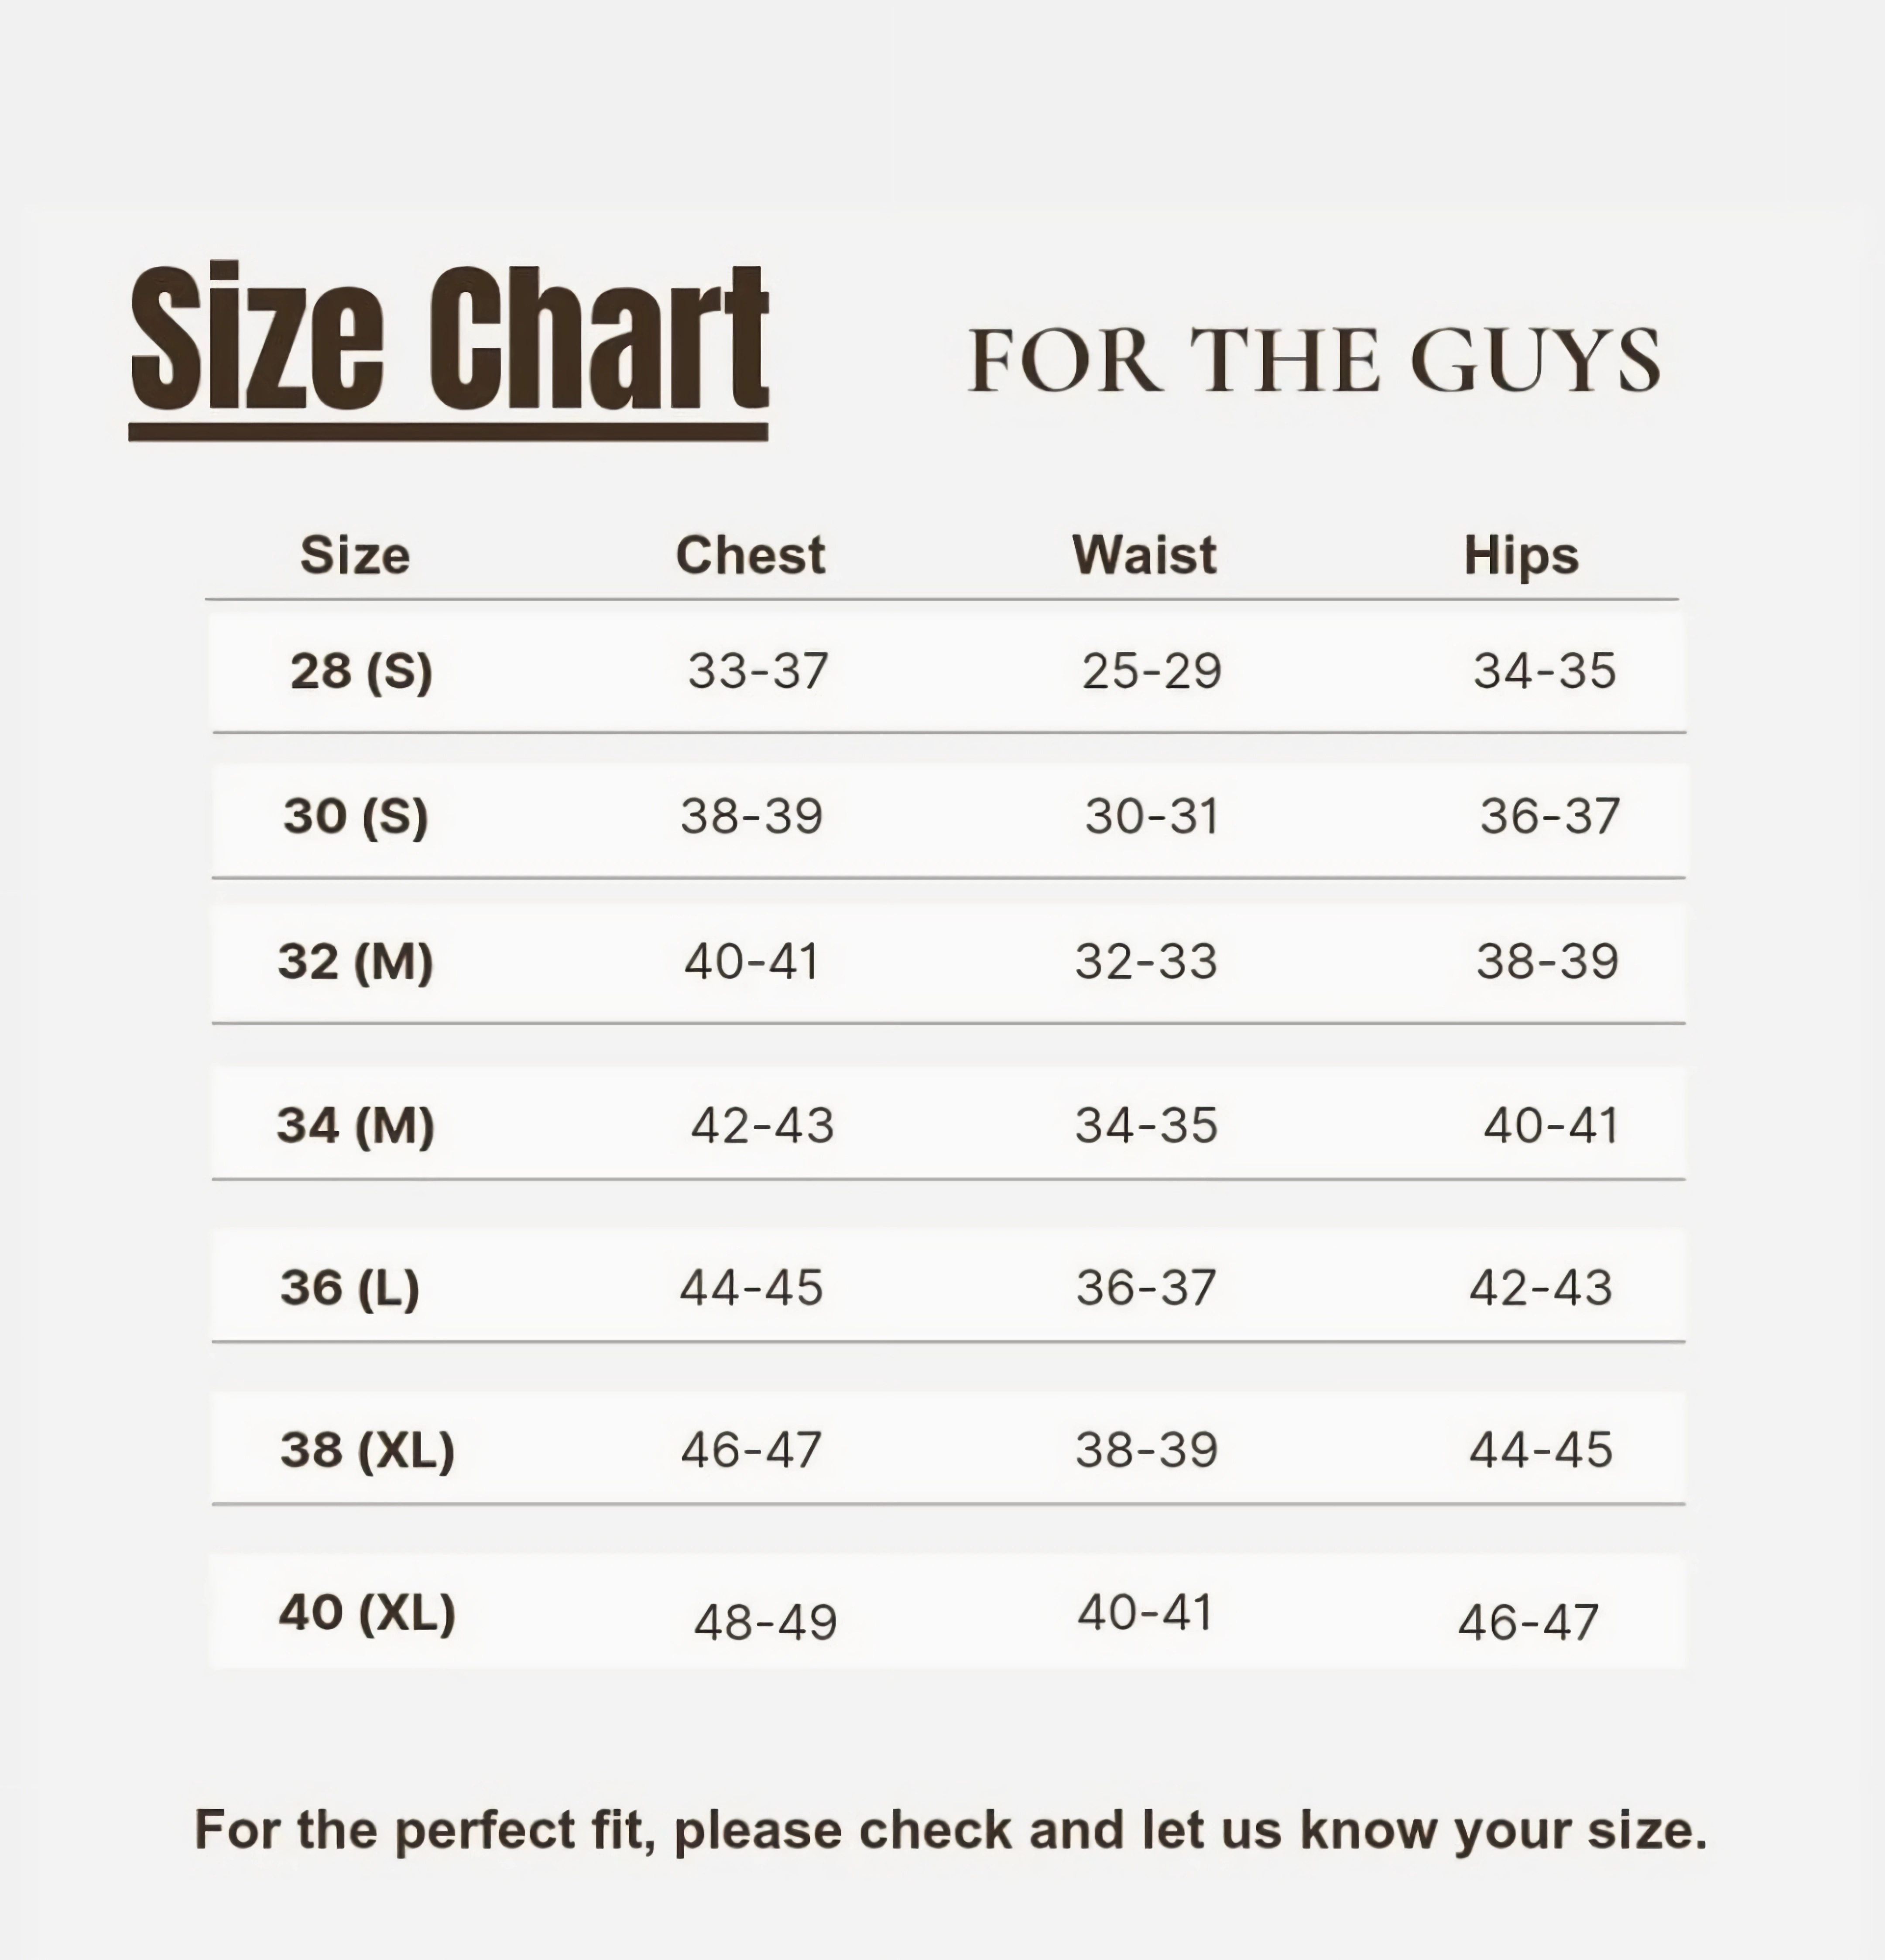 Size Chart
FOR THE GUYS
Size Chest Waist Hips
28 (S) 33-37 25-29 34-35
30 (S) 38-39 30-31 36-37
32 (M) 40-41 32-33 38-39
34 (M) 42-43 34-35 40-41
36 (L) 44-45 36-37 42-43
38 (XL) 46-47 38-39 44-45
40 (XL) 48-49 40-41 46-47
For the perfect fit, please check and let us know your size.